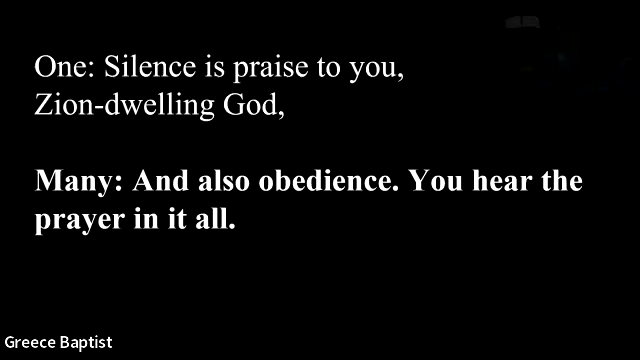 One: Silence is praise to you,
Zion-dwelling God,
Many: And also obedience. You hear the
prayer in it all.
Greece Baptist